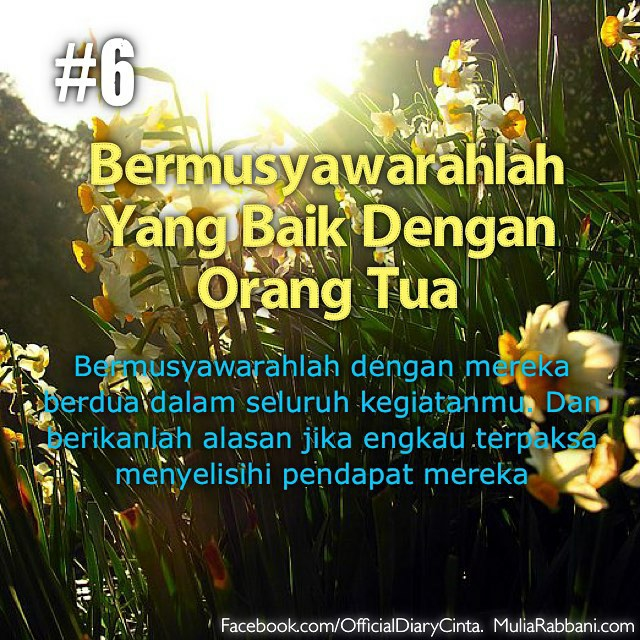 #6
Bermusyawarahlah
Yang Baik Dengan
Orang Tua
Bermusyawarahlah dengan mereka
berdua dalam seluruh kegiatanmu. Dan
berikanlah alasan jika engkau terpaksa
menyelisihi pendapat mereka
Facebook.com/OfficialDiaryCinta. MuliaRabbani.com